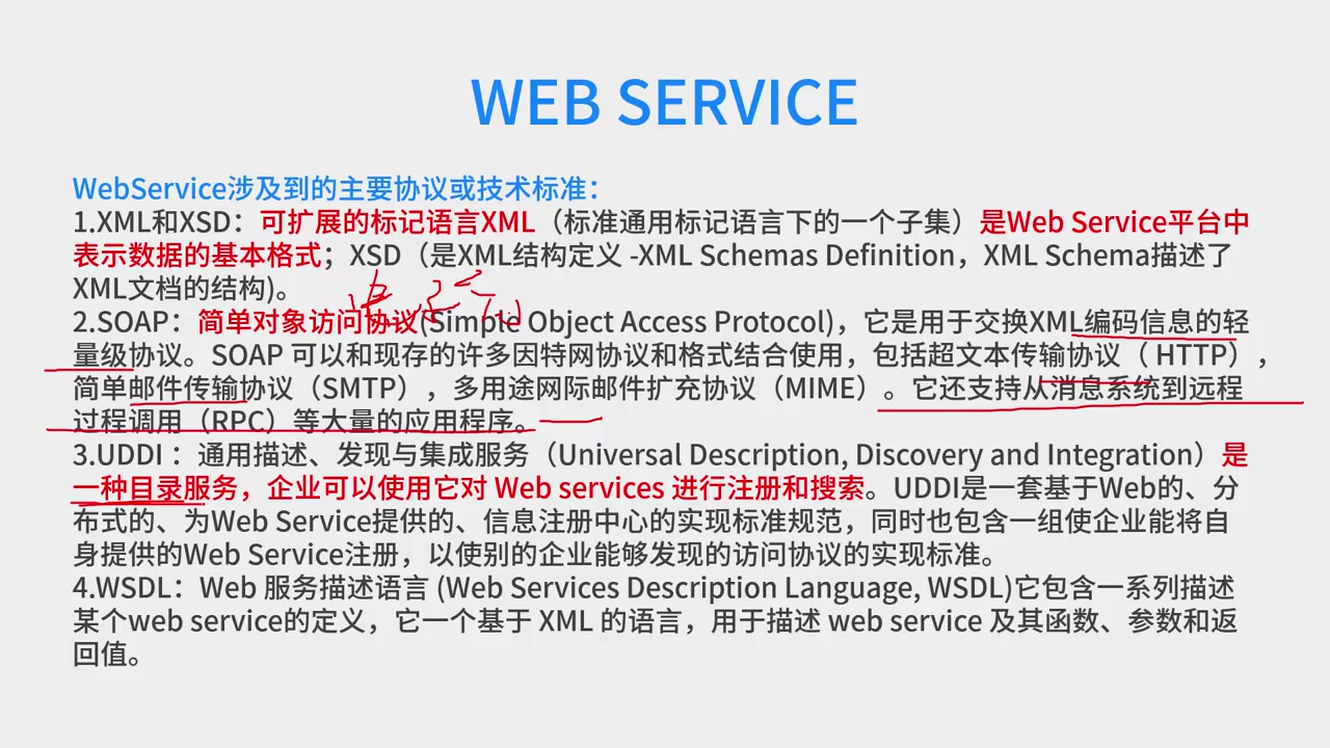 WEB SERVICE
WebService涉及到的主要协议或技术标准：
1.XML和XSD：可扩展的标记语言XML（标准通用标记语言下的一个子集）是Web Service平台中
表示数据的基本格式；XSD（是XML结构定义 -XML Schemas Definition，XML Schema描述了
XML文档的结构)。
2.SOAP：简单对象访问协议(Simple Object Access Protocol)，它是用于交换XML编码信息的轻
量级协议。SOAP 可以和现存的许多因特网协议和格式结合使用，包括超文本传输协议（ HTTP），
简单邮件传输协议（SMTP），多用途网际邮件扩充协议（MIME）。它还支持从消息系统到远程
过程调用（RPC）等大量的应用程序。
3.UDDI ：通用描述、发现与集成服务（Universal Description, Discovery and Integration）是
一种目录服务，企业可以使用它对 Web services 进行注册和搜索。UDDI是一套基于Web的、分
布式的、为Web Service提供的、信息注册中心的实现标准规范，同时也包含一组使企业能将自
身提供的Web Service注册，以使别的企业能够发现的访问协议的实现标准。
4.WSDL：Web 服务描述语言 (Web Services Description Language, WSDL)它包含一系列描述
某个web service的定义，它一个基于 XML 的语言，用于描述 web service 及其函数、参数和返
回值。